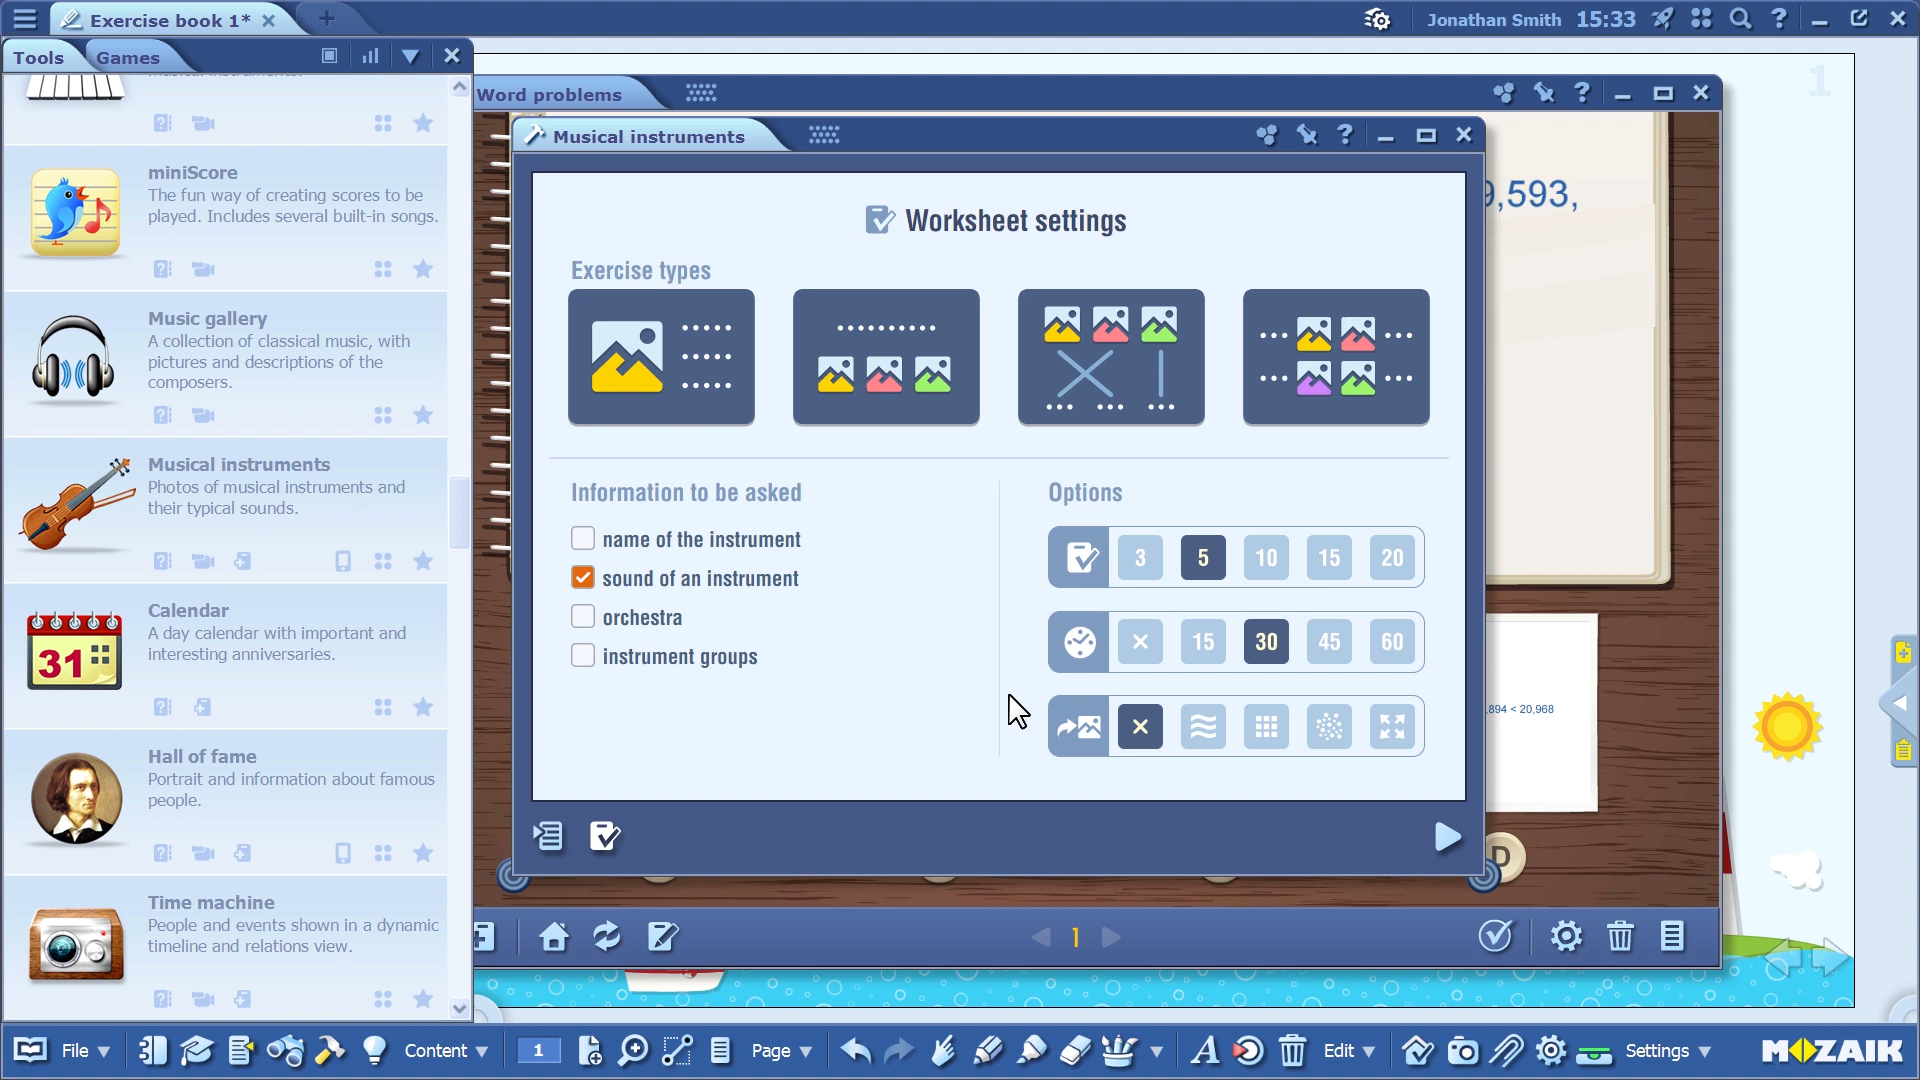 Exercise book 1*
Jonathan Smith 15:33
Tools
Games
miniScore
The fun way of creating scores to be
played. Includes several built-in songs.
Music gallery
A collection of classical music, with
pictures and descriptions of the
composers.
Musical instruments
Photos of musical instruments and
their typical sounds.
Calendar
A day calendar with important and
interesting anniversaries.
31
Hall of fame
Portrait and information about famous
people.
Time machine
People and events shown in a dynamic
timeline and relations view.
1
Word problems
9,593,
Musical instruments
Worksheet settings
Exercise types
Information to be asked
name of the instrument
sound of an instrument
orchestra
instrument groups
Options
3 5 10 15 20
15 30 45 60
,894 < 20,968
D
1
File
Content
1
Page
Edit
Settings
MOZAIK